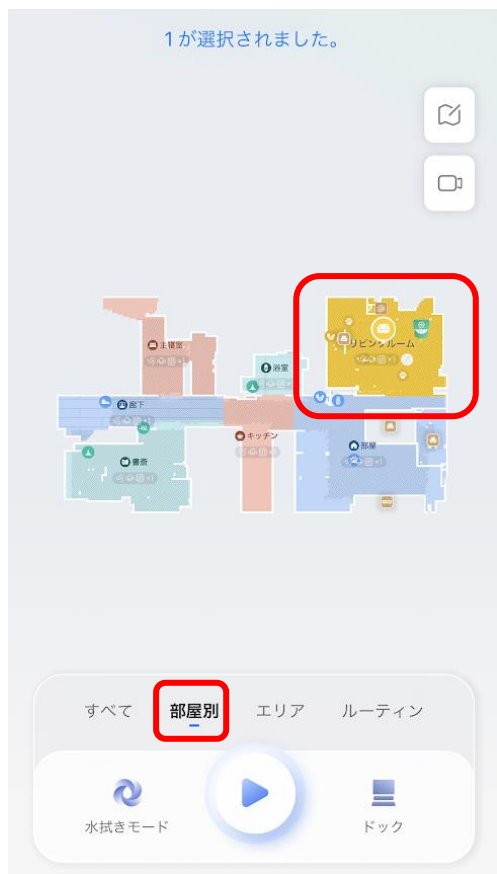 1が選択されました。
主寝室
リビングルーム
浴室
廊下
キッチン
部屋
書斎
すべて
部屋別
エリア
ルーティン
水拭きモード
ドック